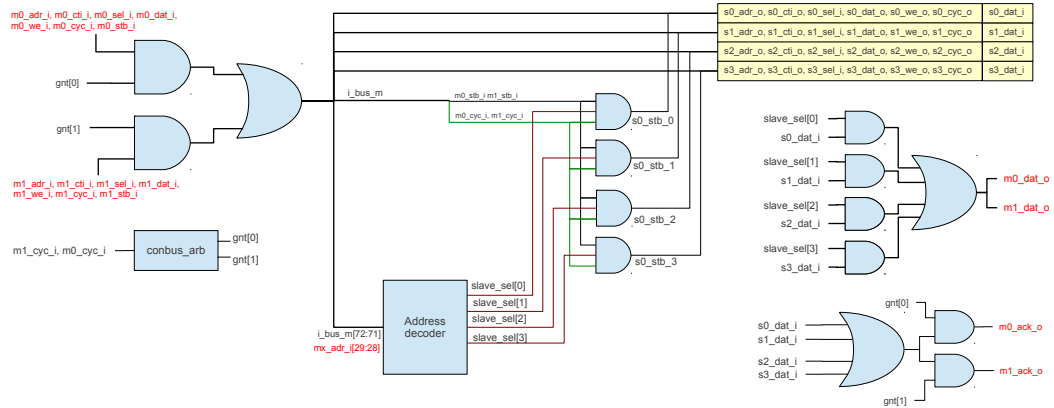 m0_adr_i, m0_cti_i, m0_sel_i, m0_dat_i,
m0_we_i, m0_cyc_i, m0_stb_i
gnt[0]
gnt[1]
m1_adr_i, m1_cti_i, m1_sel_i, m1_dat_i,
m1_we_i, m1_cyc_i, m1_stb_i
m1_cyc_i, m0_cyc_i
conbus_arb
gnt[0]
gnt[1]
i_bus_m
m0_stb_i m1_stb_i
m0_cyc_i, m1_cyc_i
s0_stb_0
s0_stb_1
s0_stb_2
s0_stb_3
i_bus_m[72:71]
mx_adr_i[29:28]
Address
decoder
slave_sel[0]
slave_sel[1]
slave_sel[2]
slave_sel[3]
s0_adr_o, s0_cti_o, s0_sel_i, s0_dat_o, s0_we_o, s0_cyc_o s0_dat_i
s1_adr_o, s1_cti_o, s1_sel_i, s1_dat_o, s1_we_o, s1_cyc_o s1_dat_i
s2_adr_o, s2_cti_o, s2_sel_i, s2_dat_o, s2_we_o, s2_cyc_o s2_dat_i
s3_adr_o, s3_cti_o, s3_sel_i, s3_dat_o, s3_we_o, s3_cyc_o s3_dat_i
slave_sel[0]
s0_dat_i
slave_sel[1]
s1_dat_i
slave_sel[2]
s2_dat_i
slave_sel[3]
s3_dat_i
m0_dat_o
m1_dat_o
s0_dat_i
s1_dat_i
s2_dat_i
s3_dat_i
gnt[0]
m0_ack_o
m1_ack_o
gnt[1]